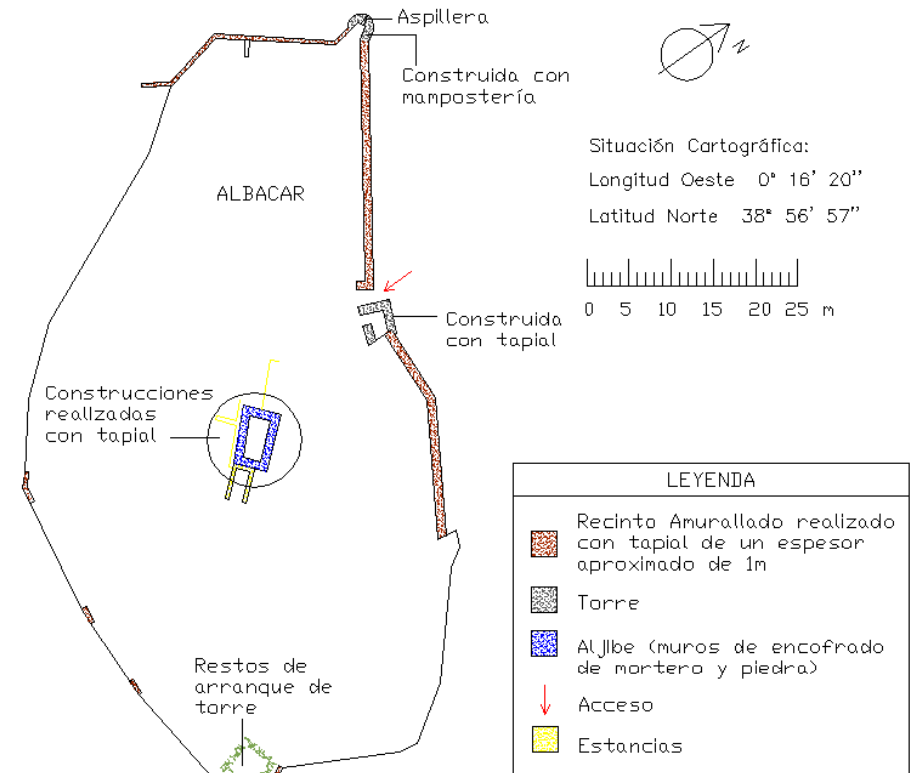 Aspillera
Construida con
mampostería
N
Situación Cartográfica:
Longitud Oeste 0° 16' 20''
Latitud Norte 38° 56' 57''
0 5 10 15 20 25 m
ALBACAR
Construida
con tapial
Construcciones
realizadas
con tapial
Restos de
arranque de
torre
LEYENDA
Recinto Amurallado realizado
con tapial de un espesor
aproximado de 1m
Torre
Aljibe (muros de encofrado
de mortero y piedra)
Acceso
Estancias